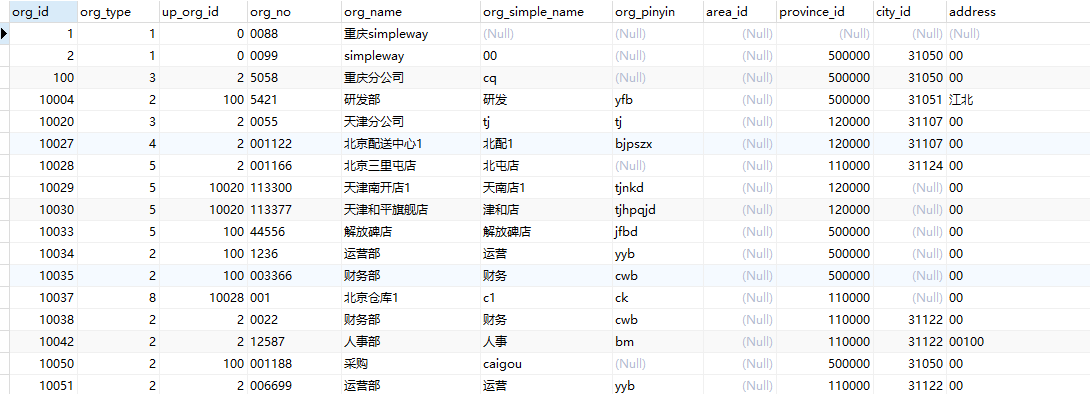 org_id org_type up_org_id org_no org_name org_simple_name org_pinyin area_id province_id city_id address
1 1 0 0088 重庆simpleway (Null) (Null) (Null) (Null) (Null) (Null)
2 1 0 0099 simpleway 00 (Null) (Null) 500000 31050 00
100 3 2 5058 重庆分公司 cq (Null) (Null) 500000 31050 00
10004 2 100 5421 研发部 研发 yfb (Null) 500000 31051 江北
10020 3 2 0055 天津分公司 tj tj (Null) 120000 31107 00
10027 4 2 001122 北京配送中心1 北配1 bjpszx (Null) 120000 31107 00
10028 5 2 001166 北京三里屯店 北屯店 (Null) (Null) 110000 31124 00
10029 5 10020 113300 天津南开店1 天南店1 tjnkd (Null) 120000 (Null) 00
10030 5 10020 113377 天津和平旗舰店 津和店 tjhpqjd (Null) 120000 (Null) 00
10033 5 100 44556 解放碑店 解放碑店 jfbd (Null) 500000 (Null) 00
10034 2 100 1236 运营部 运营 yyb (Null) 500000 (Null) 00
10035 2 100 003366 财务部 财务 cwb (Null) 500000 (Null) 00
10037 8 10028 001 北京仓库1 c1 ck (Null) 110000 (Null) 00
10038 2 2 0022 财务部 财务 cwb (Null) 110000 31122 00
10042 2 2 12587 人事部 人事 bm (Null) 110000 31122 00100
10050 2 100 001188 采购 caigou (Null) (Null) 500000 31050 00
10051 2 2 006699 运营部 运营 yyb (Null) 110000 31122 00